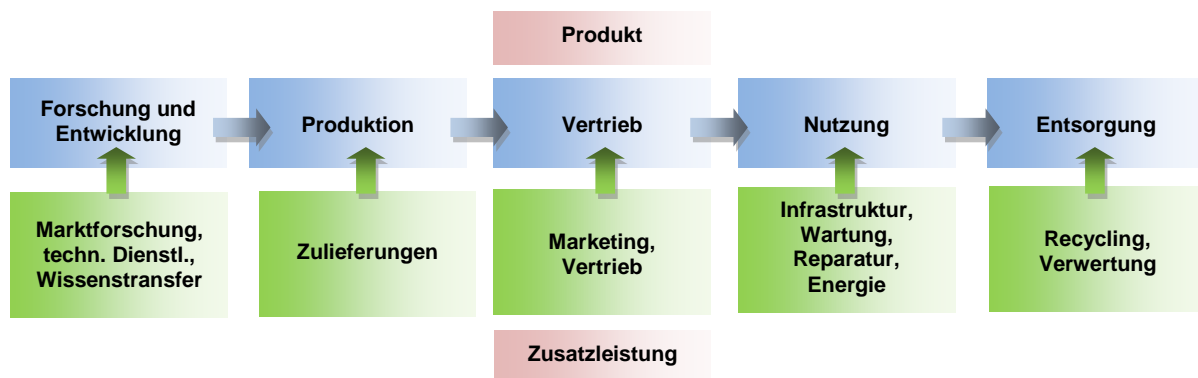 Produkt
Forschung und
Entwicklung
Produktion
Vertrieb
Nutzung
Entsorgung
Marktforschung,
techn. Dienstl.,
Wissenstransfer
Zulieferungen
Marketing,
Vertrieb
Infrastruktur,
Wartung,
Reparatur,
Energie
Recycling,
Verwertung
Zusatzleistung